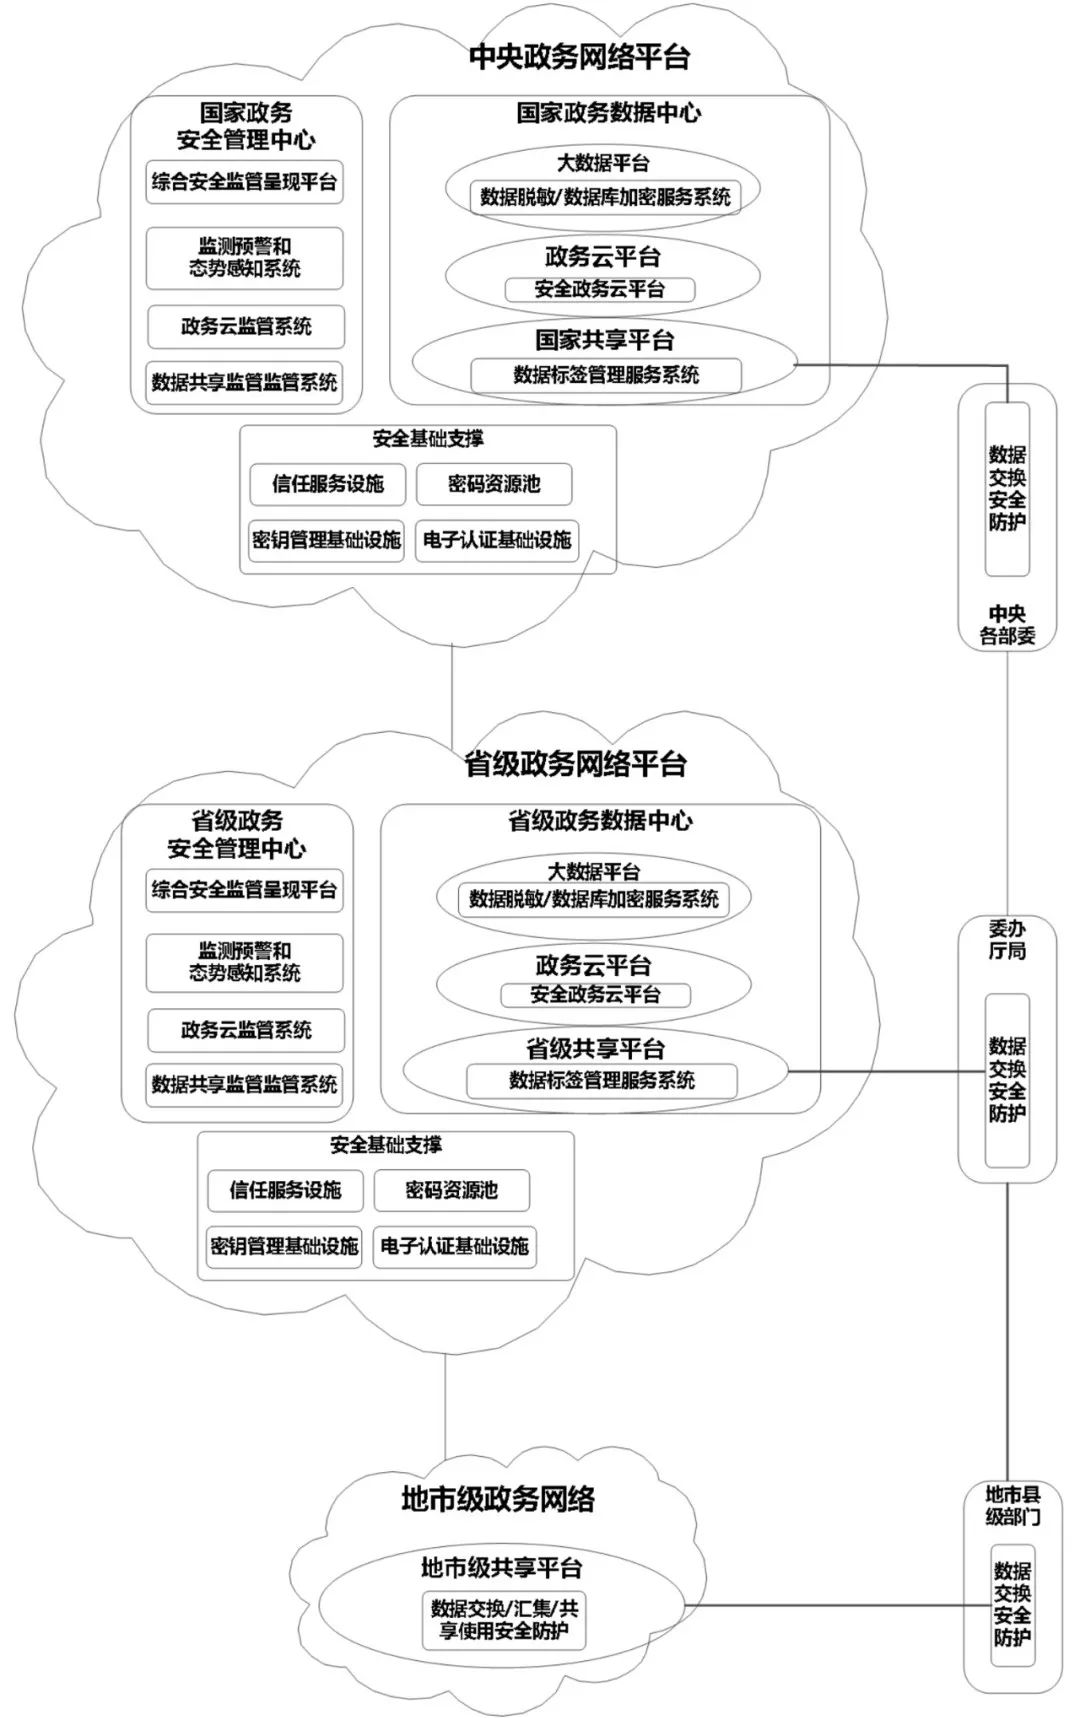 中央政务网络平台
国家政务
安全管理中心
综合安全监管呈现平台
监测预警和
态势感知系统
政务云监管系统
数据共享监管监管系统
国家政务数据中心
大数据平台
数据脱敏/数据库加密服务系统
政务云平台
安全政务云平台
国家共享平台
数据标签管理服务系统
安全基础支撑
信任服务设施
密码资源池
密钥管理基础设施
电子认证基础设施
数据
交换
安全
防护
中央
各部委
省级政务网络平台
省级政务
安全管理中心
综合安全监管呈现平台
监测预警和
态势感知系统
政务云监管系统
数据共享监管监管系统
省级政务数据中心
大数据平台
数据脱敏/数据库加密服务系统
政务云平台
安全政务云平台
省级共享平台
数据标签管理服务系统
安全基础支撑
信任服务设施
密码资源池
密钥管理基础设施
电子认证基础设施
委办
厅局
数据
交换
安全
防护
地市级政务网络
地市级共享平台
数据交换/汇集/共
享使用安全防护
地市县
级部门
数据
交换
安全
防护